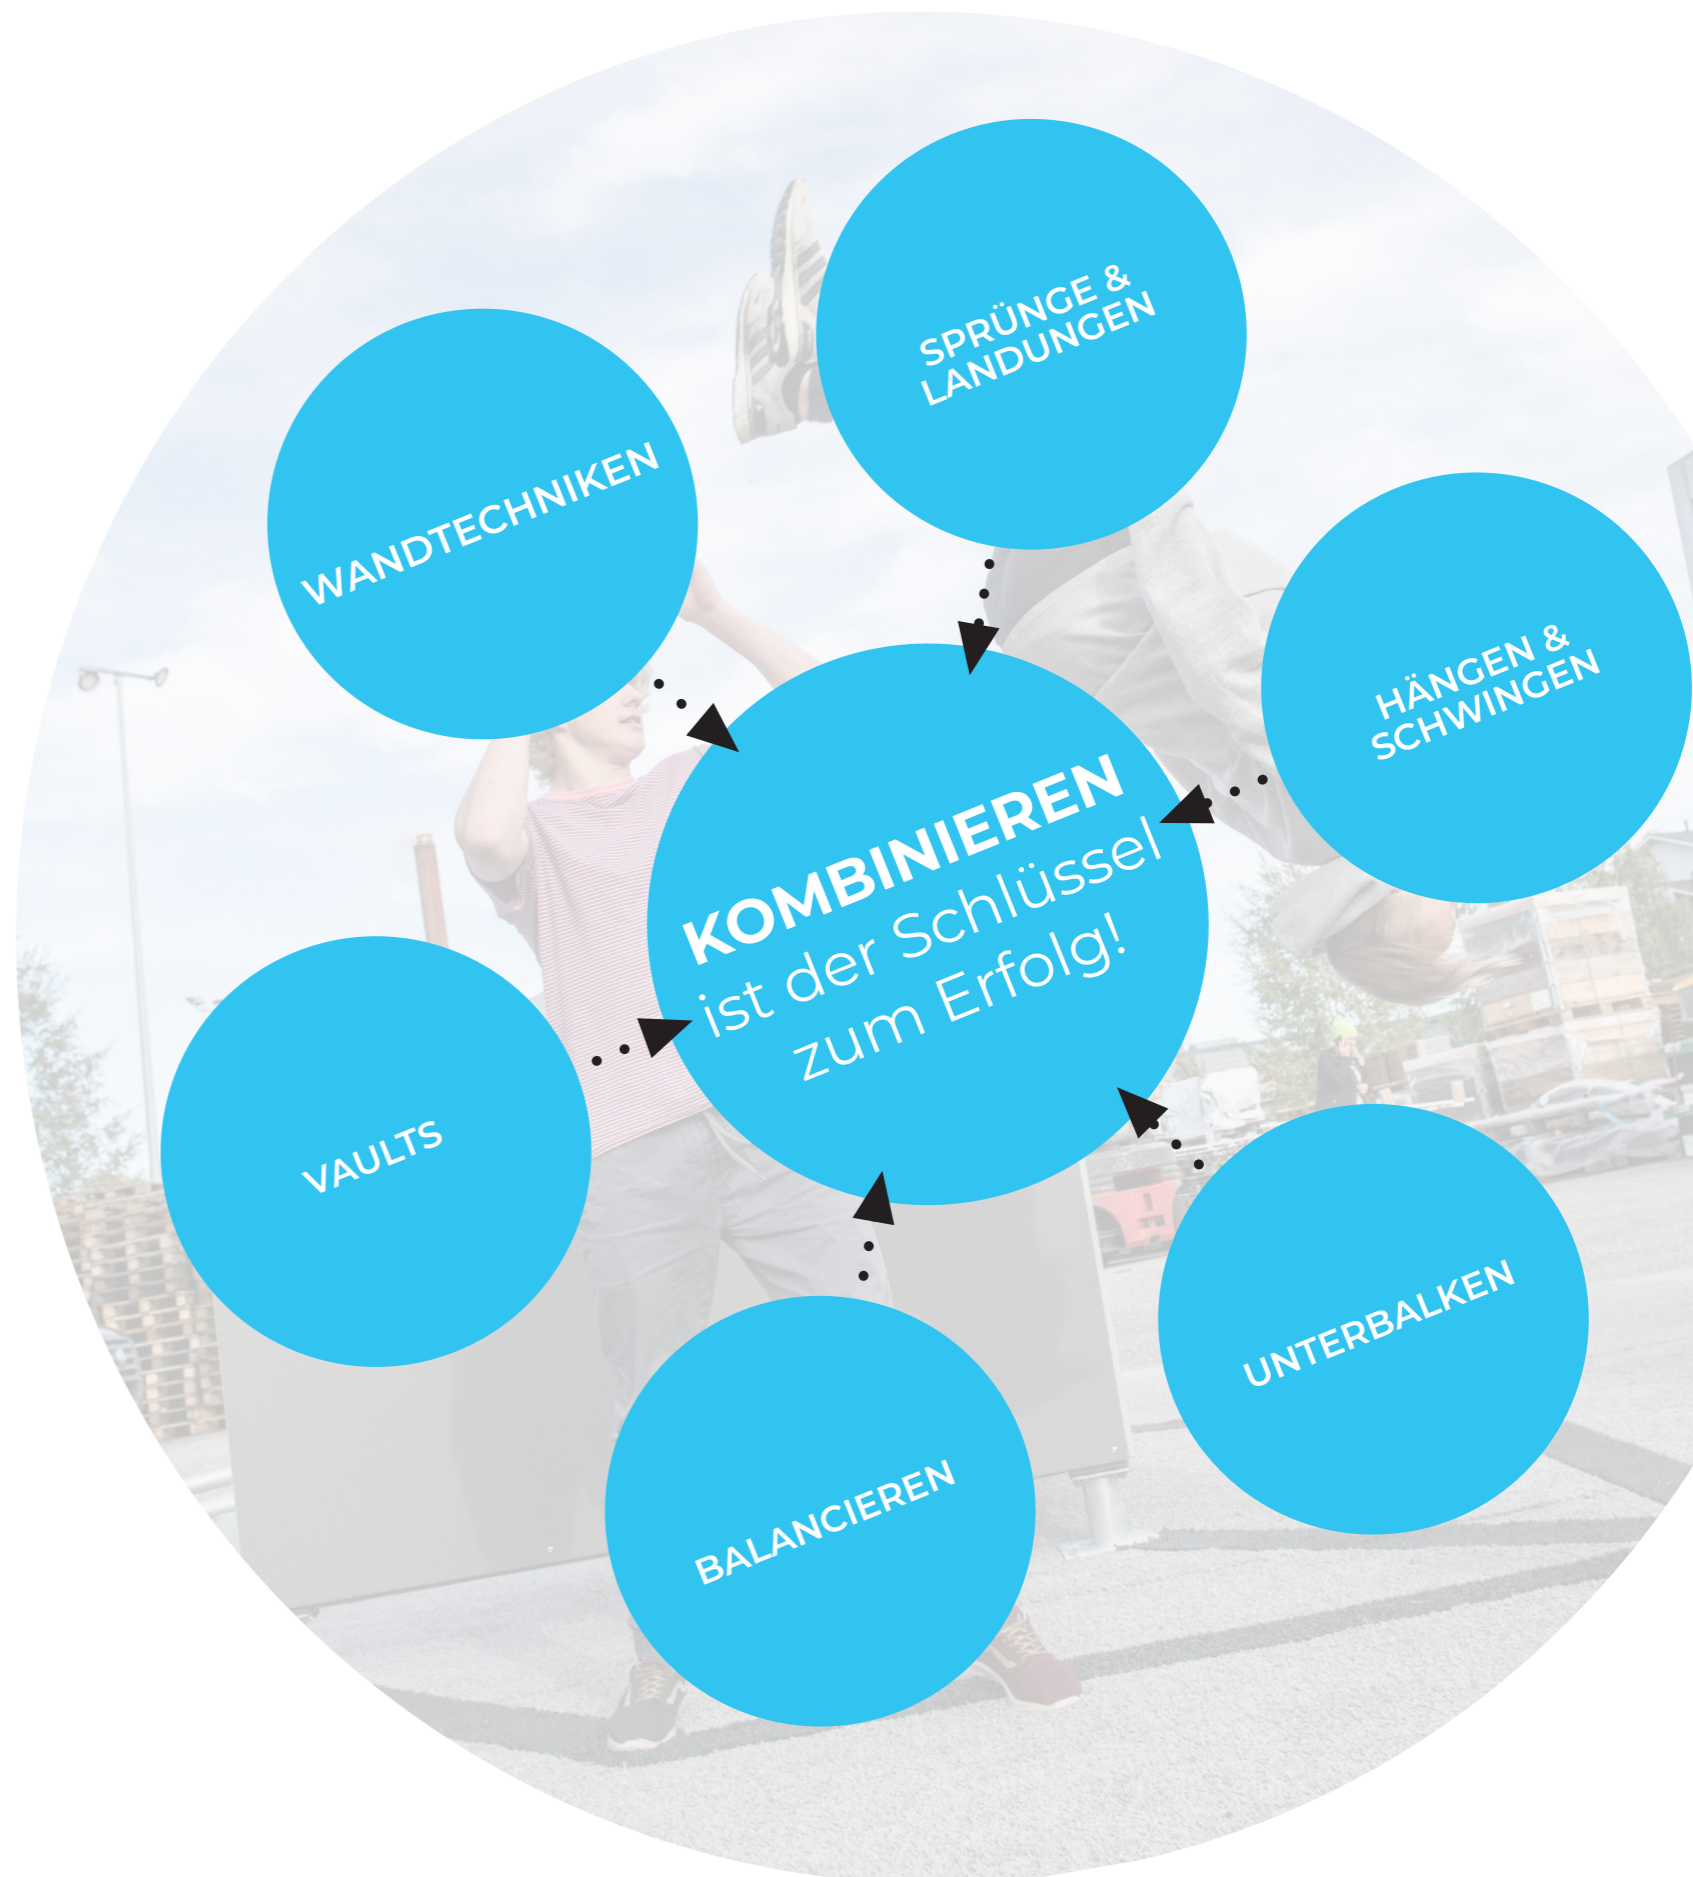 SPRÜNGE &
LANDUNGEN
WANDTECHNIKEN
HÄNGEN &
SCHWINGEN
KOMBINIEREN
ist der Schlüssel
zum Erfolg!
VAULTS
UNTERBALKEN
BALANCIEREN